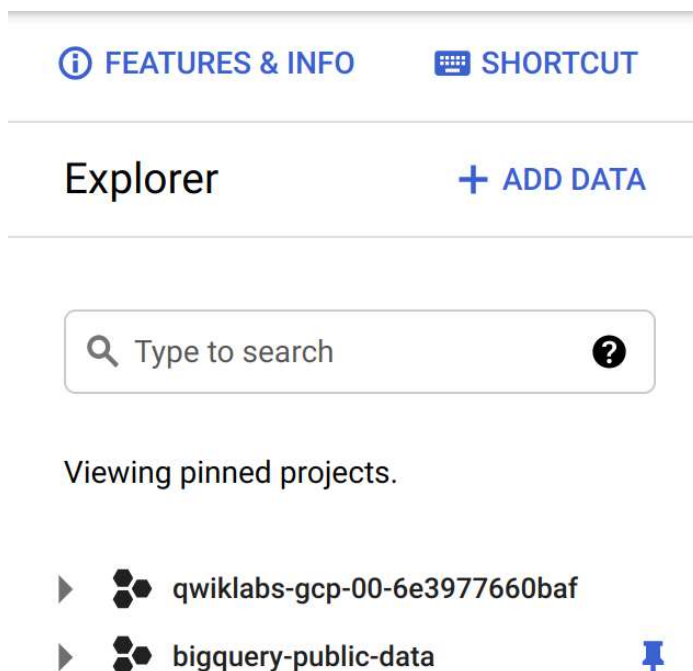 FEATURES & INFO SHORTCUT
Explorer + ADD DATA
Type to search
Viewing pinned projects.
qwiklabs-gcp-00-6e3977660baf
bigquery-public-data